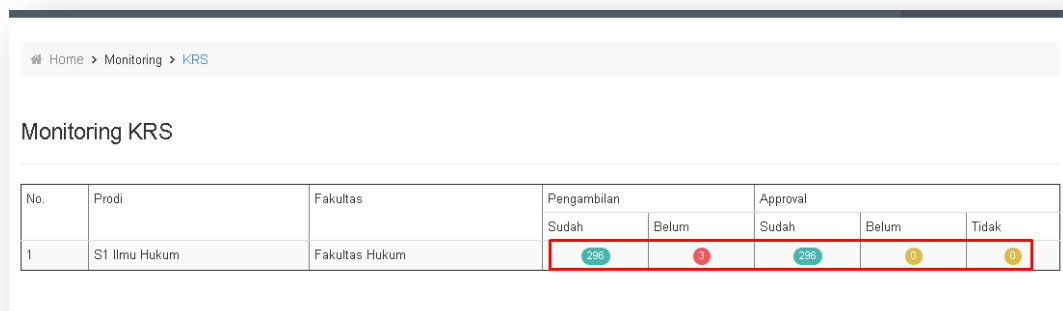 Home > Monitoring > KRS
Monitoring KRS
No. Prodi Fakultas Pengambilan Approval
Sudah Belum Sudah Belum Tidak
1 S1 Ilmu Hukum Fakultas Hukum 296 3 296 0 0